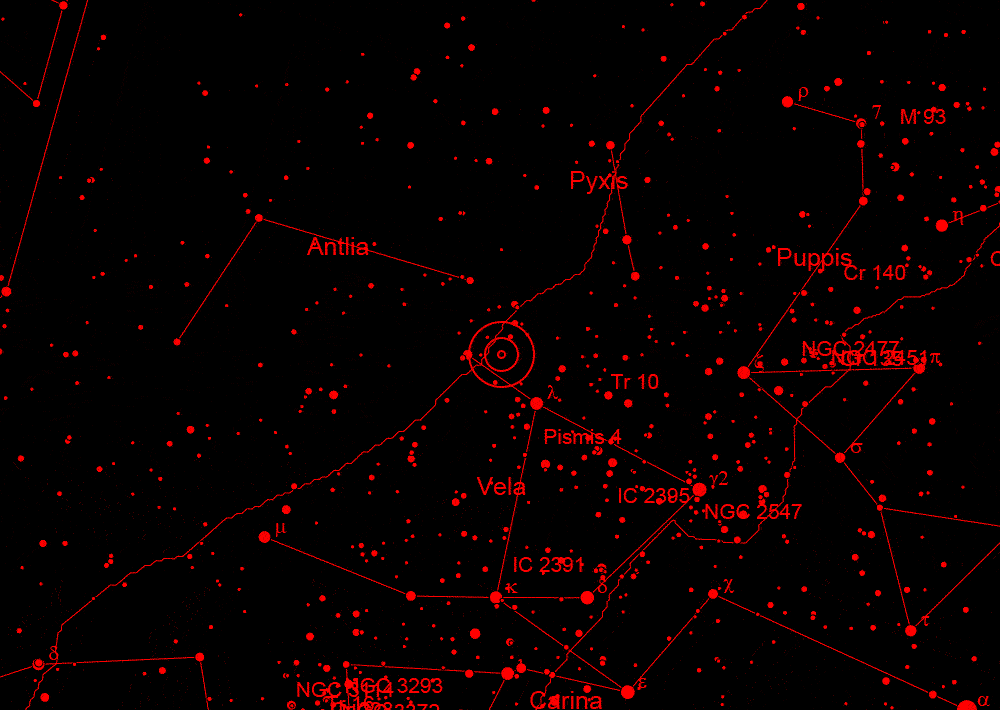 ρ
7
M 93
Pyxis
η
Antlia
Puppis
Cr 140
C
NGC 2477
ξ
π
Tr 10
λ
Pismis 4
σ
γ2
Vela
IC 2395
NGC 2547
μ
IC 2391
κ
δ
χ
τ
δ
NGC 3293
ε
Carina
α